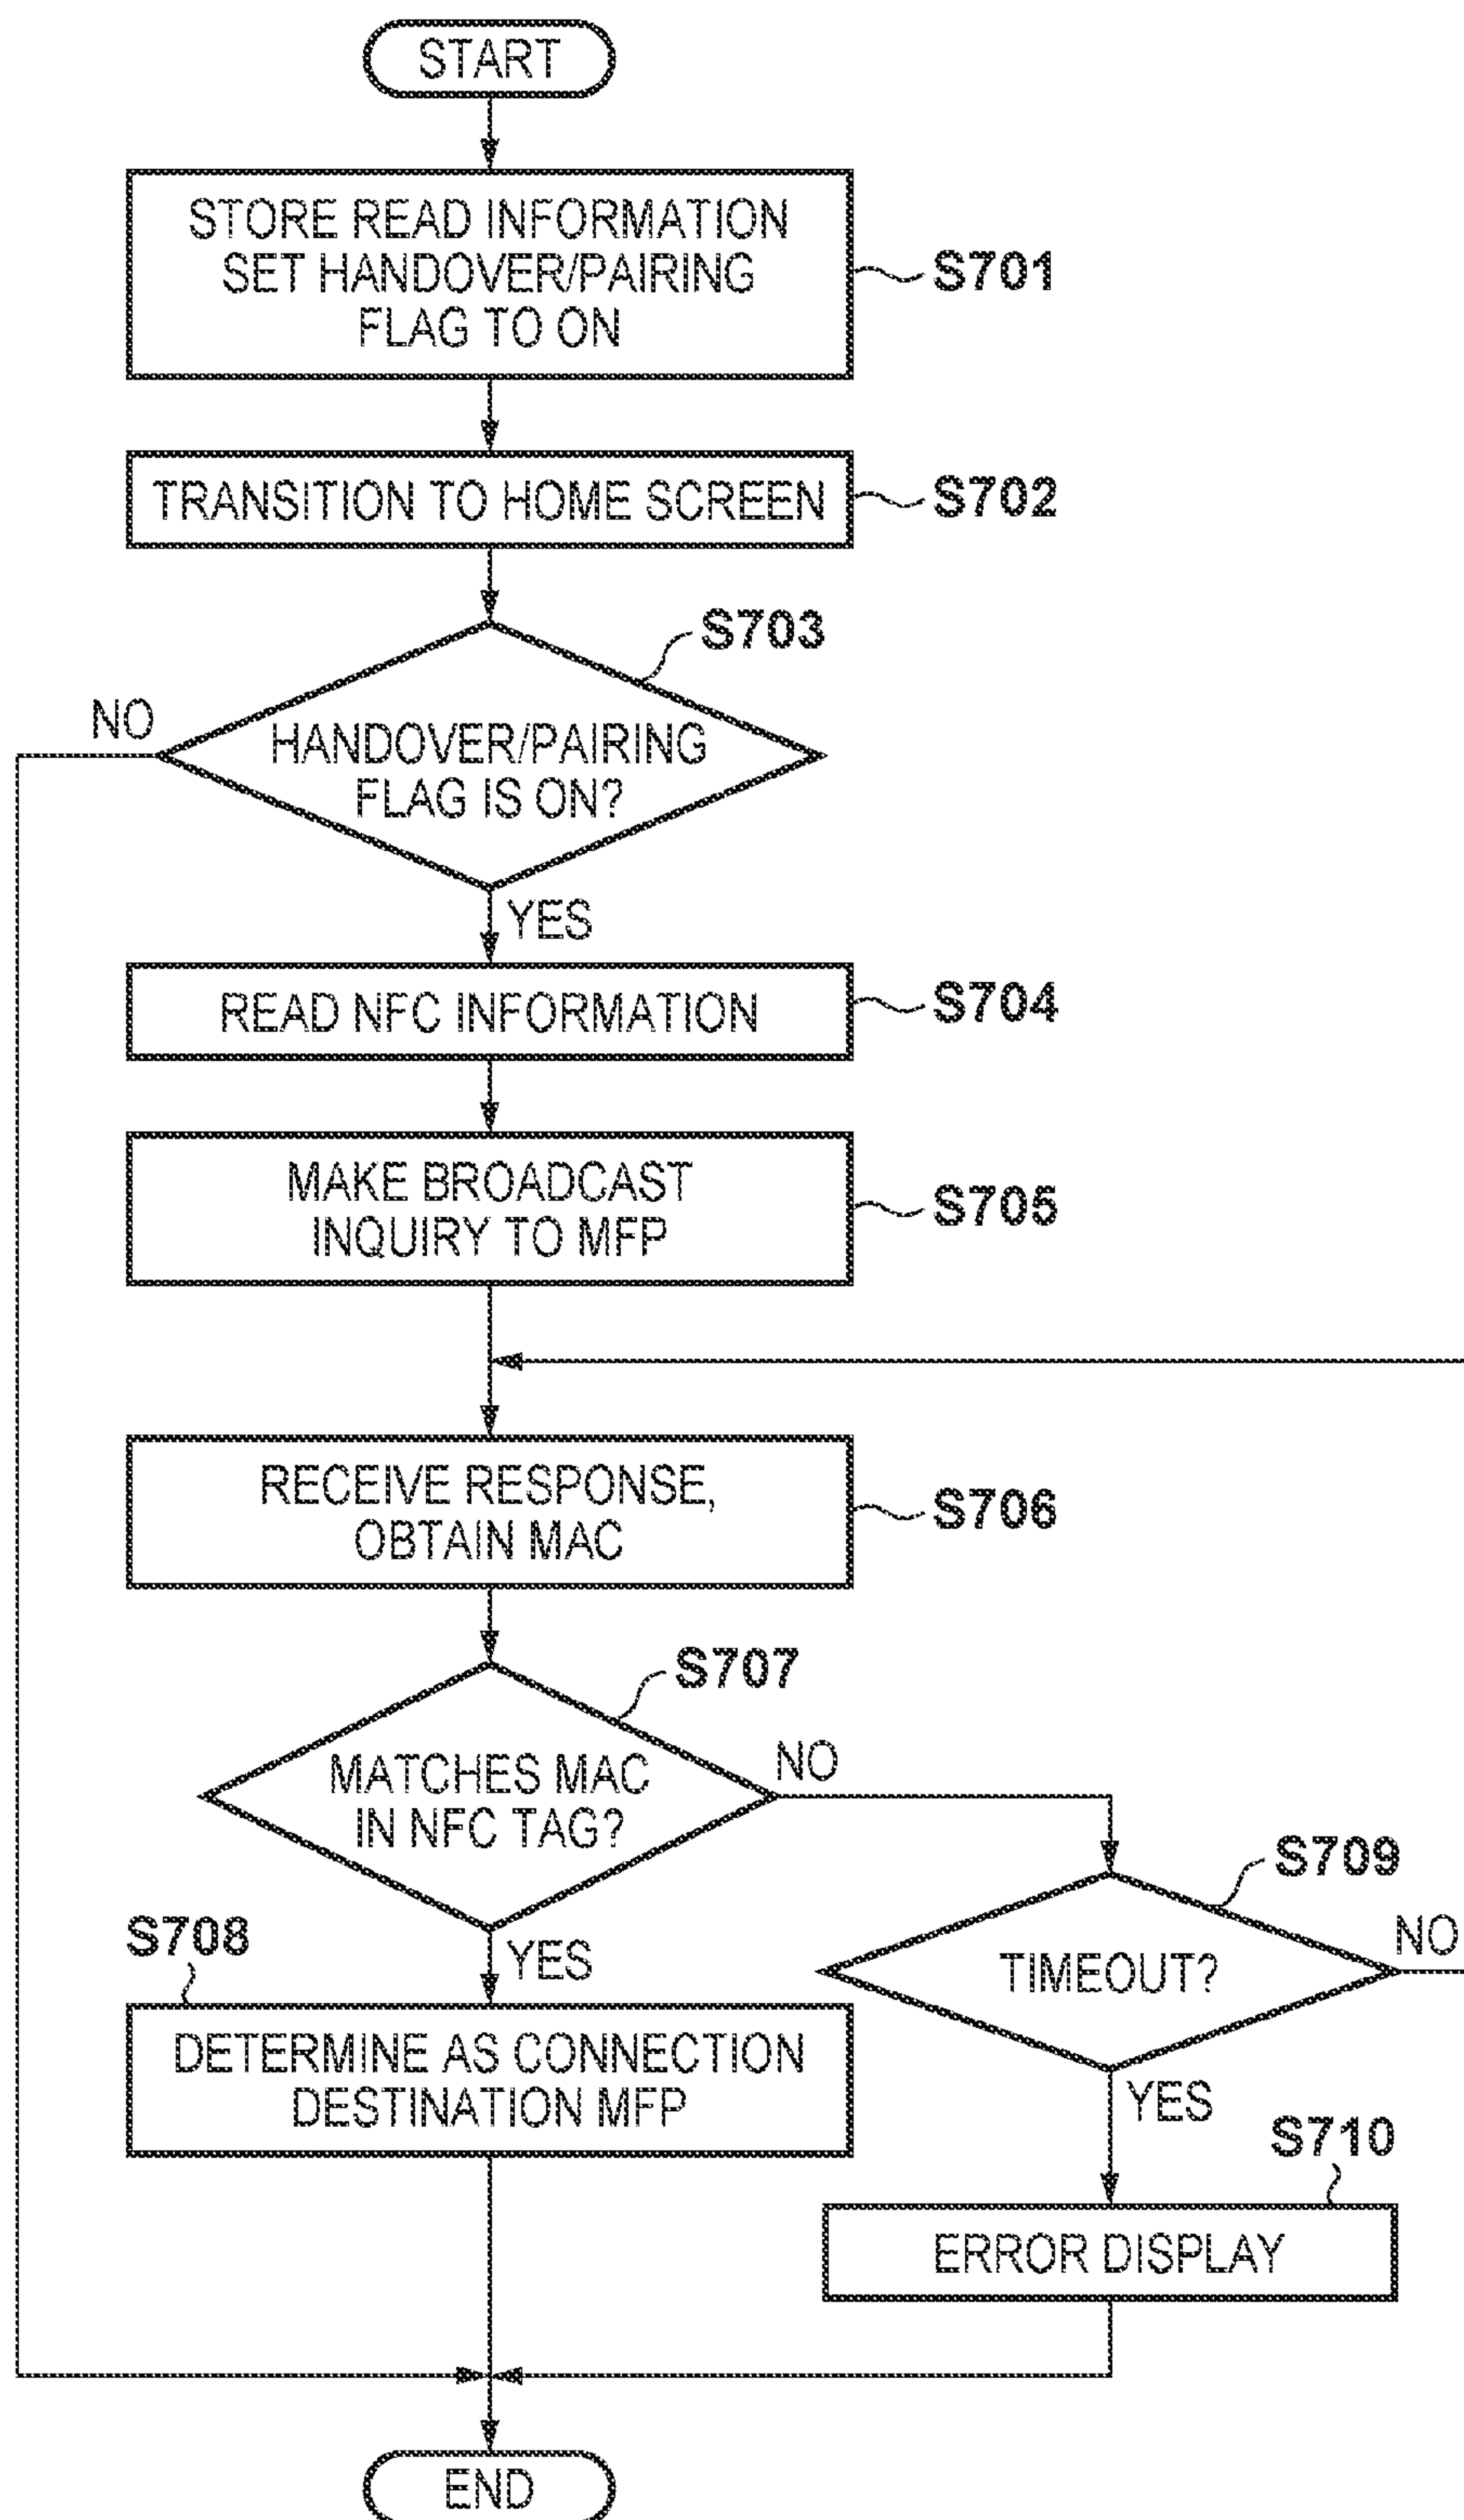 START
STORE READ INFORMATION
SET HANDOVER/PAIRING
FLAG TO ON
S701
TRANSITION TO HOME SCREEN
S702
S703
NO
HANDOVER/PAIRING
FLAG IS ON?
YES
READ NFC INFORMATION
S704
MAKE BROADCAST
INQUIRY TO MFP
S705
RECEIVE RESPONSE,
OBTAIN MAC
S706
S707
MATCHES MAC
IN NFC TAG?
NO
S709
S708
YES
TIMEOUT?
NO
DETERMINE AS CONNECTION
DESTINATION MFP
YES
S710
ERROR DISPLAY
END